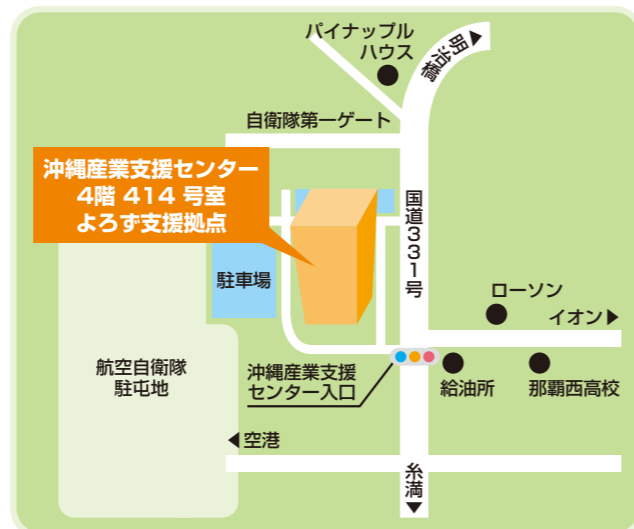 パイナップル
ハウス
明治橋
自衛隊第一ゲート
沖縄産業支援センター
4階 414 号室
よろず支援拠点
国道331号
駐車場
ローソン
イオン▶
航空自衛隊
駐屯地
沖縄産業支援
センター入口
給油所
那覇西高校
◀空港
糸満